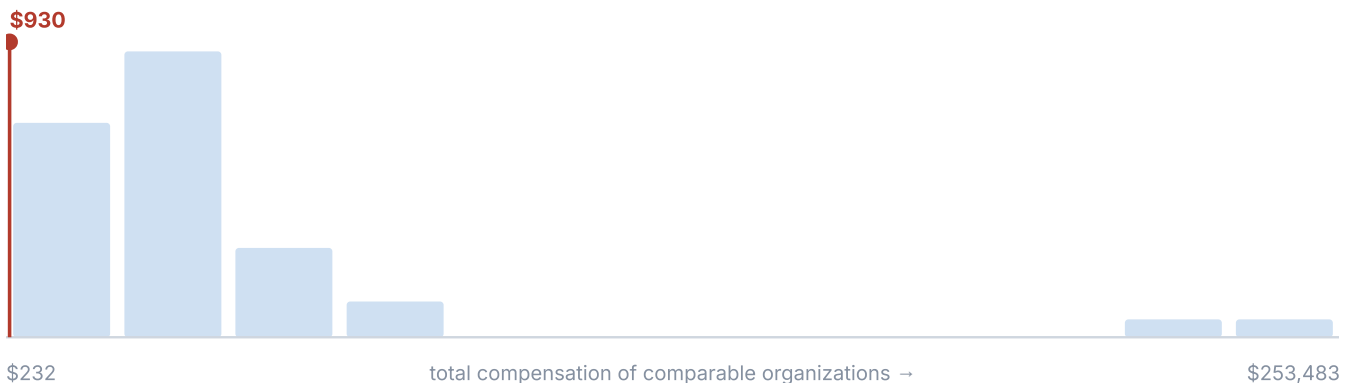 $930
$232 total compensation of comparable organizations → $253,483